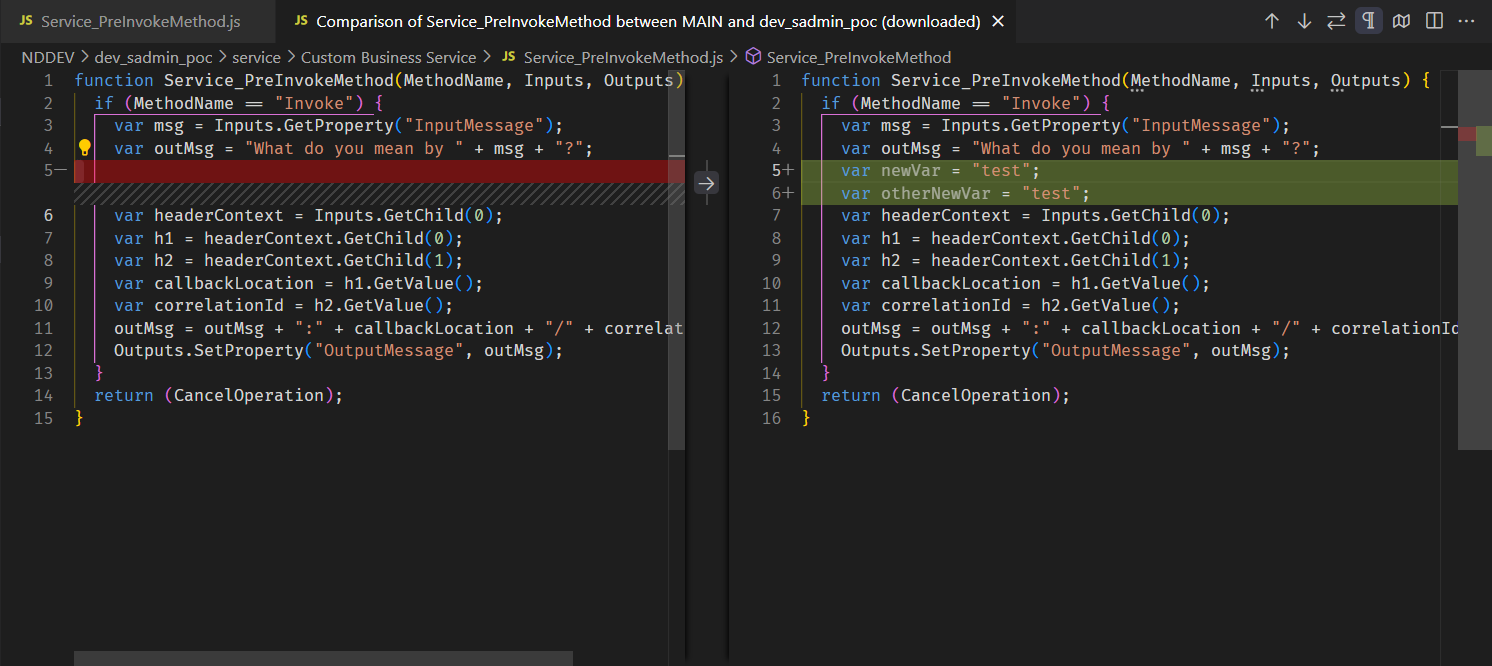 JS Service_PreInvokeMethod.js
JS Comparison of Service_PreInvokeMethod between MAIN and dev_sadmin_poc (downloaded)
NDDEV > dev_sadmin_poc > service > Custom Business Service > JS Service_PreInvokeMethod.js > Service_PreInvokeMethod
1 function Service_PreInvokeMethod(MethodName, Inputs, Outputs)
2 if (MethodName == "Invoke") {
3 var msg = Inputs.GetProperty("InputMessage");
4 var outMsg = "What do you mean by " + msg + "?";
5—
6 var headerContext = Inputs.GetChild(0);
7 var h1 = headerContext.GetChild(0);
8 var h2 = headerContext.GetChild(1);
9 var callbackLocation = h1.GetValue();
10 var correlationId = h2.GetValue();
11 outMsg = outMsg + ":" + callbackLocation + "/" + correlat
12 Outputs.SetProperty("OutputMessage", outMsg);
13 }
14 return (CancelOperation);
15 }
1 function Service_PreInvokeMethod(MethodName, Inputs, Outputs) {
2 if (MethodName == "Invoke") {
3 var msg = Inputs.GetProperty("InputMessage");
4 var outMsg = "What do you mean by " + msg + "?";
5+ var newVar = "test";
6+ var otherNewVar = "test";
7 var headerContext = Inputs.GetChild(0);
8 var h1 = headerContext.GetChild(0);
9 var h2 = headerContext.GetChild(1);
10 var callbackLocation = h1.GetValue();
11 var correlationId = h2.GetValue();
12 outMsg = outMsg + ":" + callbackLocation + "/" + correlationId
13 Outputs.SetProperty("OutputMessage", outMsg);
14 }
15 return (CancelOperation);
16 }